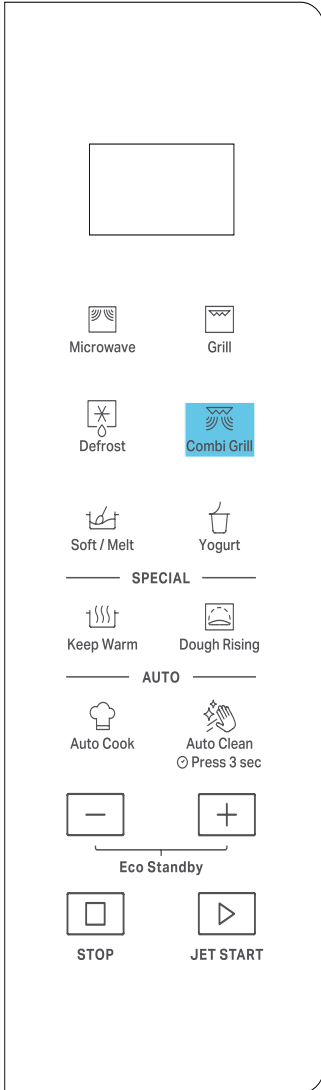 Microwave Grill
Defrost Combi Grill
Soft / Melt Yogurt
SPECIAL
Keep Warm Dough Rising
AUTO
Auto Cook Auto Clean
Press 3 sec
Eco Standby
STOP JET START